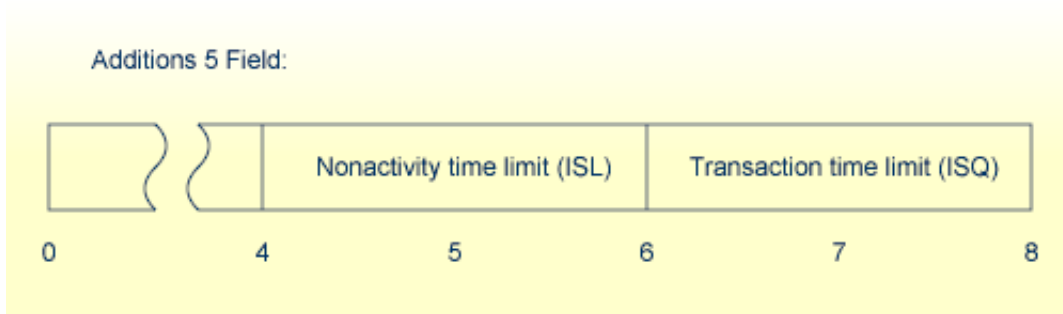 Additions 5 Field:
Nonactivity time limit (ISL) Transaction time limit (ISQ)
0 4 5 6 7 8